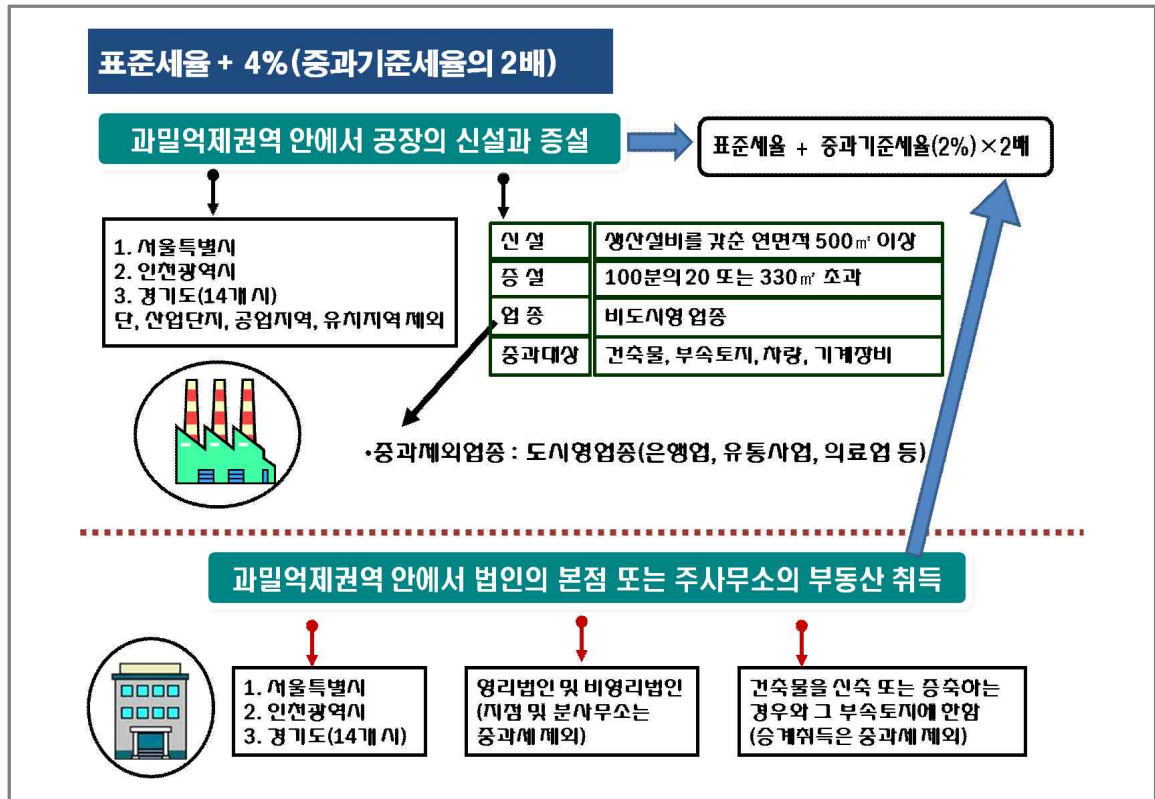 표준세율 + 4%(중과기준세율의 2배)
과밀억제권역 안에서 공장의 신설과 증설
표준세율 + 중과기준세율(2%)×2배
1. 서울특별시
2. 인천광역시
3. 경기도(14개 시)
단, 산업단지, 공업지역, 유치지역 제외
신 설 생산설비를 갖춘 연면적 500㎡ 이상
증 설 100분의 20 또는 330㎡ 초과
업 종 비도시형 업종
중과대상 건축물, 부속토지, 차량, 기계장비
•중과제외업종 : 도시형업종(은행업, 유통사업, 의료업 등)
과밀억제권역 안에서 법인의 본점 또는 주사무소의 부동산 취득
1. 서울특별시
2. 인천광역시
3. 경기도(14개 시)
영리법인 및 비영리법인
(지점 및 분사무소는
중과세 제외)
건축물을 신축 또는 증축하는
경우와 그 부속토지에 한함
(승계취득은 중과세 제외)